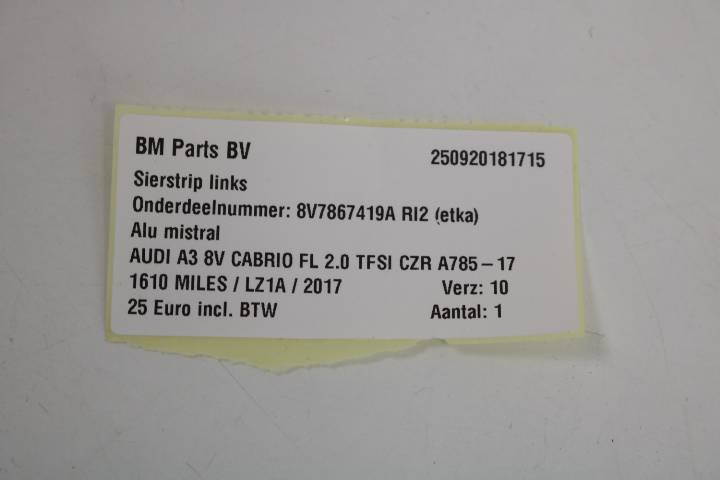 BM Parts BV 250920181715
Sierstrip links
Onderdeelnummer: 8V7867419A RI2 (etka)
Alu mistral
AUDI A3 8V CABRIO FL 2.0 TFSI CZR A785-17
1610 MILES / LZ1A / 2017 Verz: 10
25 Euro incl. BTW Aantal: 1